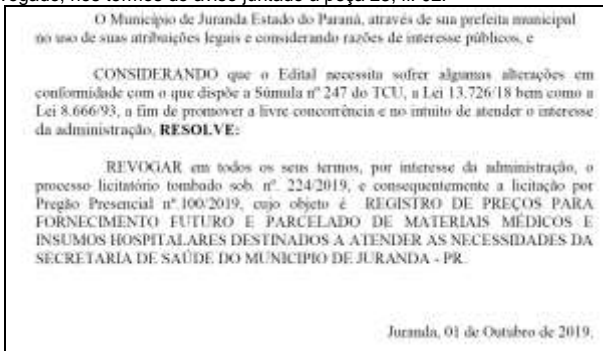 O Município de Juranda Estado do Paraná, através de sua prefeita municipal
no uso de suas atribuições legais e considerando razões de interesse públicos, e
CONSIDERANDO que o Edital necessita sofrer algumas alterações em
conformidade com o que dispõe a Súmula nº 247 do TCU, a Lei 13.726/18 bem como a
Lei 8.666/93, a fim de promover a livre concorrência e no intuito de atender o interesse
da administração, RESOLVE:
REVOGAR em todos os seus termos, por interesse da administração, o
processo licitatório tombado sob. nº. 224/2019, e consequentemente a licitação por
Pregão Presencial nº.100/2019, cujo objeto é REGISTRO DE PREÇOS PARA
FORNECIMENTO FUTURO E PARCELADO DE MATERIAIS MÉDICOS E
INSUMOS HOSPITALARES DESTINADOS A ATENDER AS NECESSIDADES DA
SECRETARIA DE SAÚDE DO MUNICIPIO DE JURANDA - PR.
Juranda, 01 de Outubro de 2019.